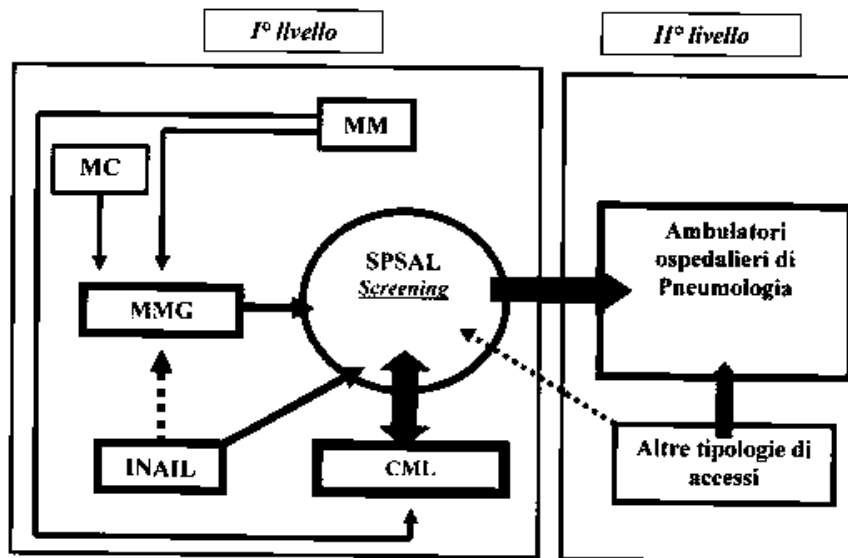 I° livello
II° livello
MM
MC
SPSAL
Screening
MMG
INAIL
CML
Ambulatori
ospedalieri di
Pneumologia
Altre tipologie di
accessi